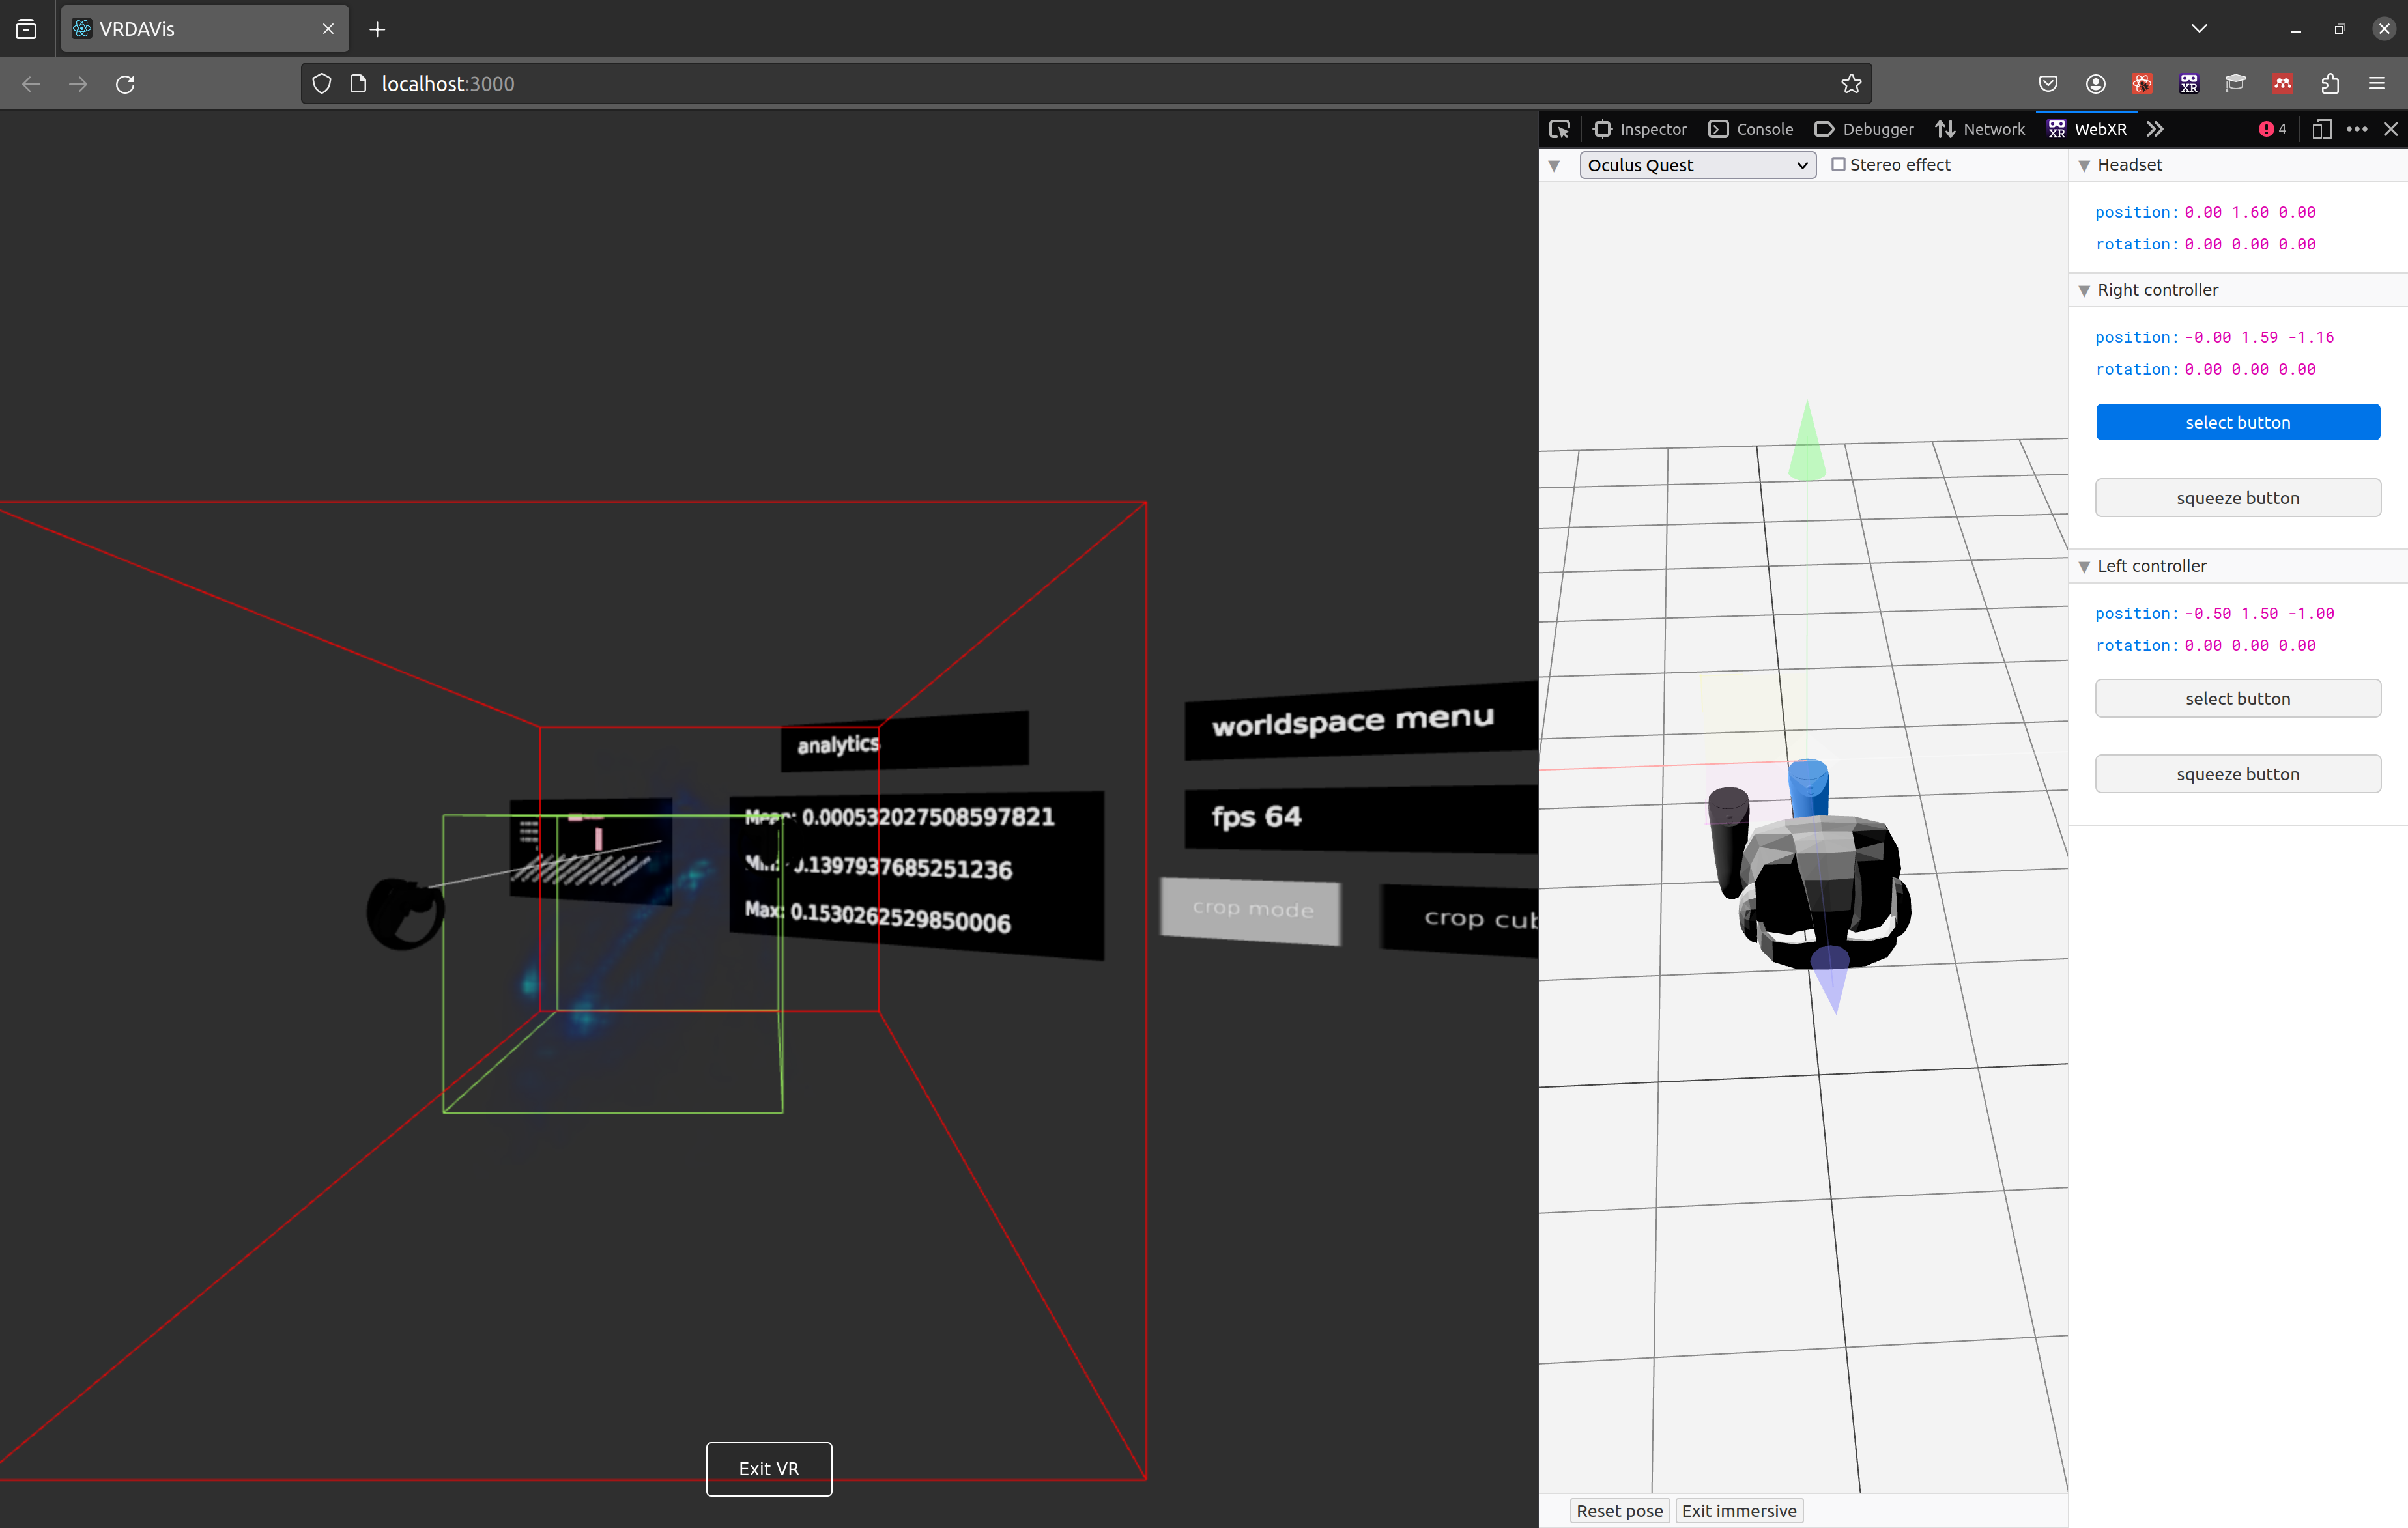 VRDAVis
localhost:3000
Inspector
Console
Debugger
Network
XR
WebXR
4
Oculus Quest
Stereo effect
Headset
position: 0.00 1.60 0.00
rotation: 0.00 0.00 0.00
Right controller
position: -0.00 1.59 -1.16
rotation: 0.00 0.00 0.00
select button
squeeze button
Left controller
position: -0.50 1.50 -1.00
rotation: 0.00 0.00 0.00
select button
squeeze button
analytics
Mean: 0.000532027508597821
0.1397937685251236
Max: 0.1530262529850006
worldspace menu
fps 64
crop mode
crop cub
Exit VR
Reset pose
Exit immersive